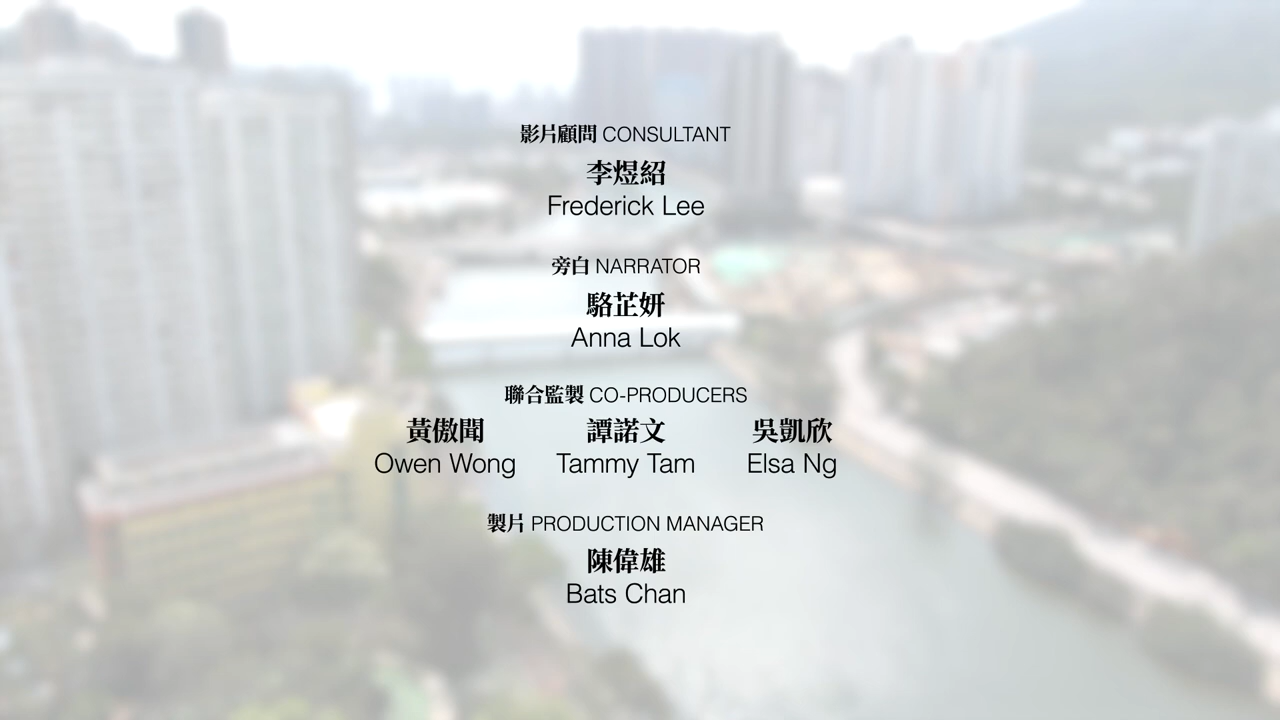 影片顧問 CONSULTANT
李煜紹
Frederick Lee
旁白 NARRATOR
駱芷妍
Anna Lok
聯合監製 CO-PRODUCERS
黃傲聞 譚諾文 吳凱欣
Owen Wong Tammy Tam Elsa Ng
製片 PRODUCTION MANAGER
陳偉雄
Bats Chan